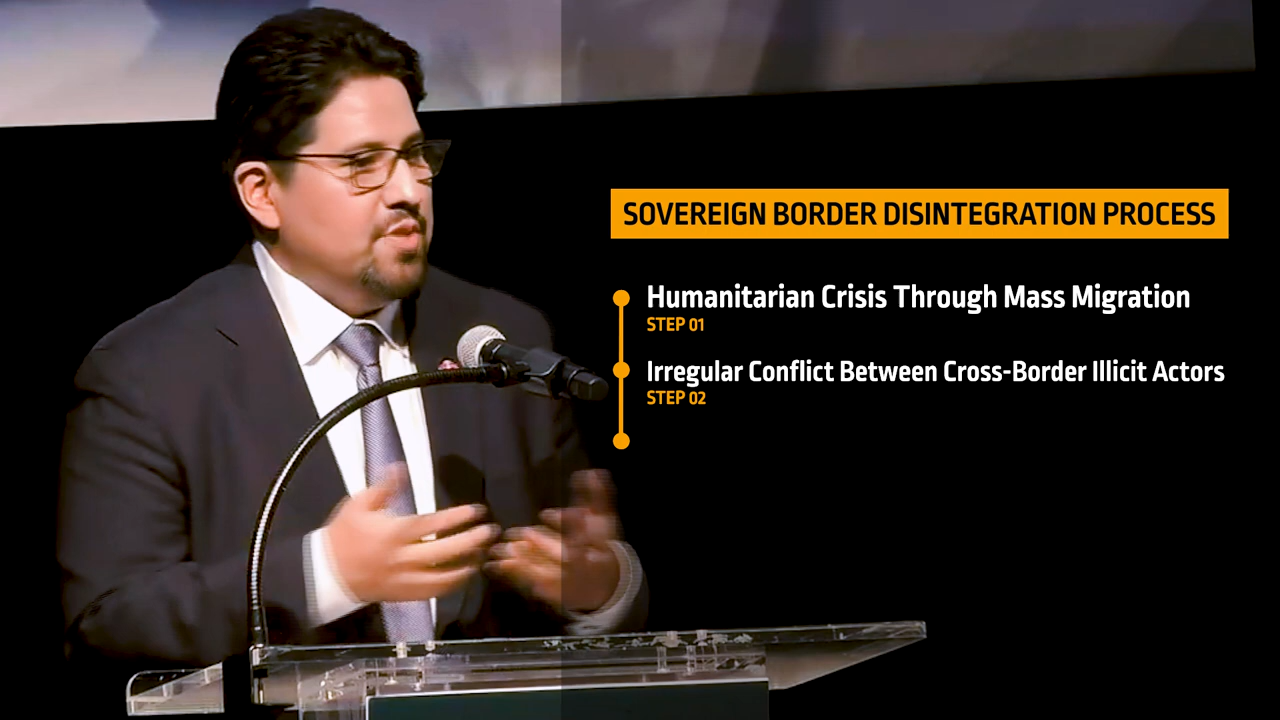 SOVEREIGN BORDER DISINTEGRATION PROCESS
Humanitarian Crisis Through Mass Migration
STEP 01
Irregular Conflict Between Cross-Border Illicit Actors
STEP 02